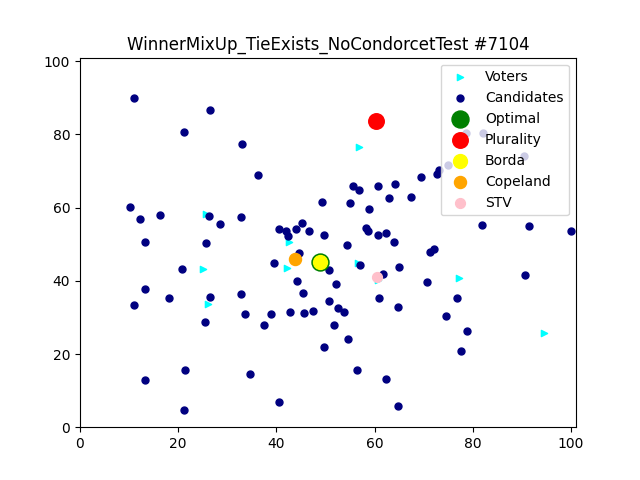 WinnerMixUp_TieExists_NoCondorcetTest #7104
Voters
Candidates
Optimal
Plurality
Borda
Copeland
STV
100
80
60
40
20
0
0 20 40 60 80 100